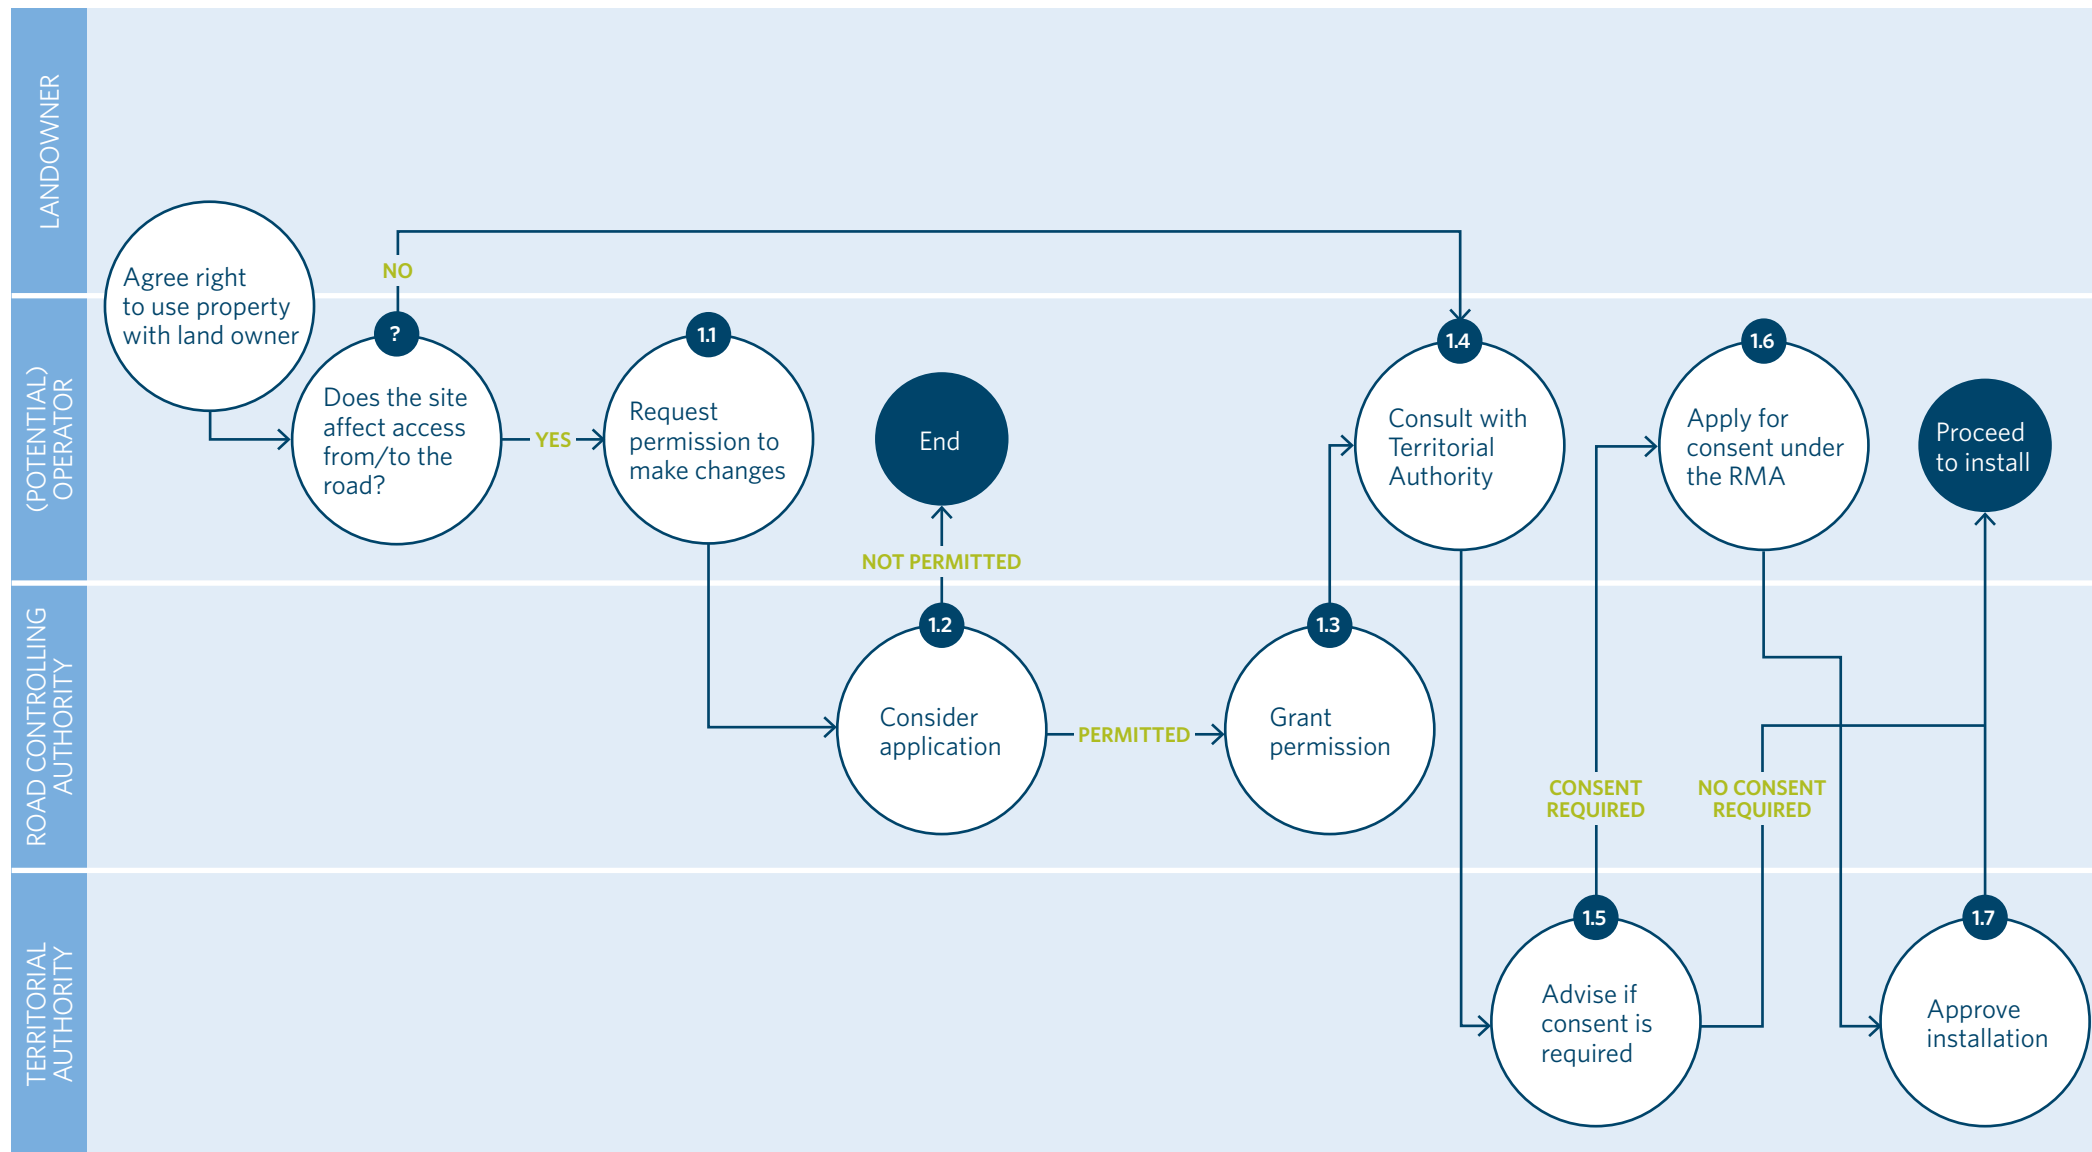 LANDOWNER
Agree right
to use property
with land owner
NO
(POTENTIAL)
OPERATOR
?
Does the site
affect access
from/to the
road?
YES
1.1
Request
permission to
make changes
End
NOT PERMITTED
1.4
Consult with
Territorial
Authority
1.6
Apply for
consent under
the RMA
Proceed
to install
ROAD CONTROLLING
AUTHORITY
1.2
Consider
application
PERMITTED
1.3
Grant
permission
CONSENT
REQUIRED
NO CONSENT
REQUIRED
TERRITORIAL
AUTHORITY
1.5
Advise if
consent is
required
1.7
Approve
installation